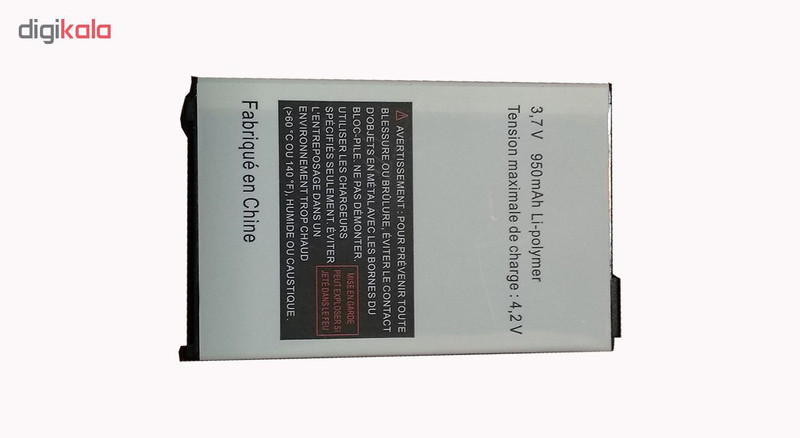 digikala
3,7 V 950mAh Li-polymer
Tension maximale de charge : 4,2 V
AVERTISSEMENT : POUR PRÉVENIR TOUTE
BLESSURE OU BRÛLURE, ÉVITER LE CONTACT
D'OBJETS EN MÉTAL AVEC LES BORNES DU
BLOC-PILE. NE PAS DÉMONTER.
UTILISER LES CHARGEURS
SPÉCIFIÉS SEULEMENT. ÉVITER
L'ENTREPOSAGE DANS UN
ENVIRONNEMENT TROP CHAUD
(>60 °C OU 140 °F), HUMIDE OU CAUSTIQUE.
MISE EN GARDE
PEUT EXPLOSER SI
JETÉ DANS LE FEU
Fabriqué en Chine